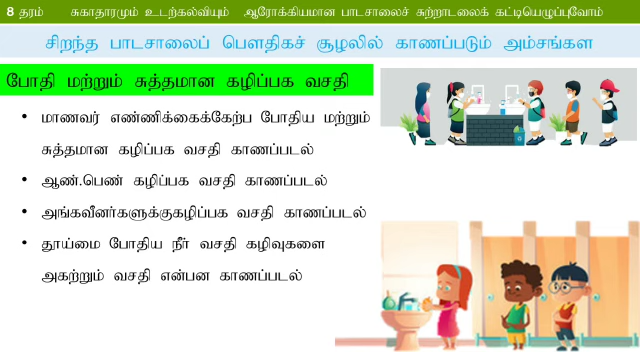 8 தரம் சுகாதாரமும் உடற்கல்வியும் ஆரோக்கியமான பாடசாலைச் சுற்றாடலைக் கட்டியெழுப்புவோம்
சிறந்த பாடசாலைப் பௌதிகச் சூழலில் காணப்படும் அம்சங்கள
போதி மற்றும் சுத்தமான கழிப்பக வசதி
• மாணவர் எண்ணிக்கைக்கேற்ப போதிய மற்றும்
சுத்தமான கழிப்பக வசதி காணப்படல்
• ஆண்.பெண் கழிப்பக வசதி காணப்படல்
• அங்கவீனர்களுக்குகழிப்பக வசதி காணப்படல்
• தூய்மை போதிய நீர் வசதி கழிவுகளை
அகற்றும் வசதி என்பன காணப்படல்